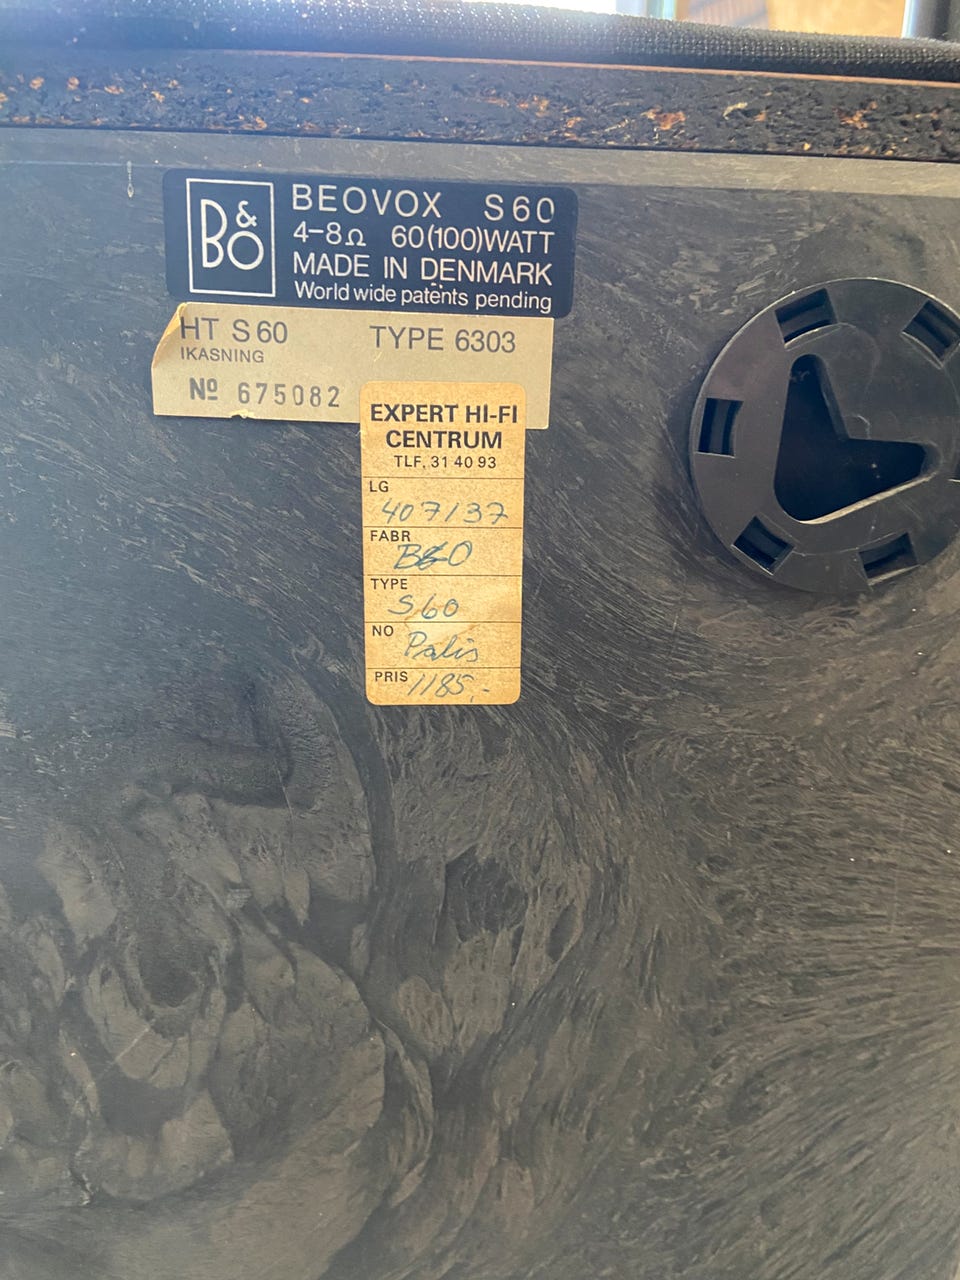 B&O
BEOVOX S60
4-8Ω 60(100)WATT
MADE IN DENMARK
World wide patents pending
HT S60 TYPE 6303
IKASNING
Nº 675082
EXPERT HI-FI
CENTRUM
TLF. 31 40 93
LG
407137
FABR
B&O
TYPE
S60
NO
Palis
PRIS 1185,-